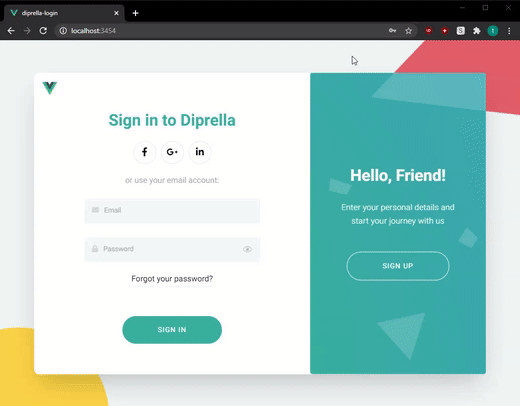 diprella-login
localhost:3454
Sign in to Diprella
G+
in
or use your email account:
Email
Password
Forgot your password?
SIGN IN
Hello, Friend!
Enter your personal details and
start your journey with us
SIGN UP